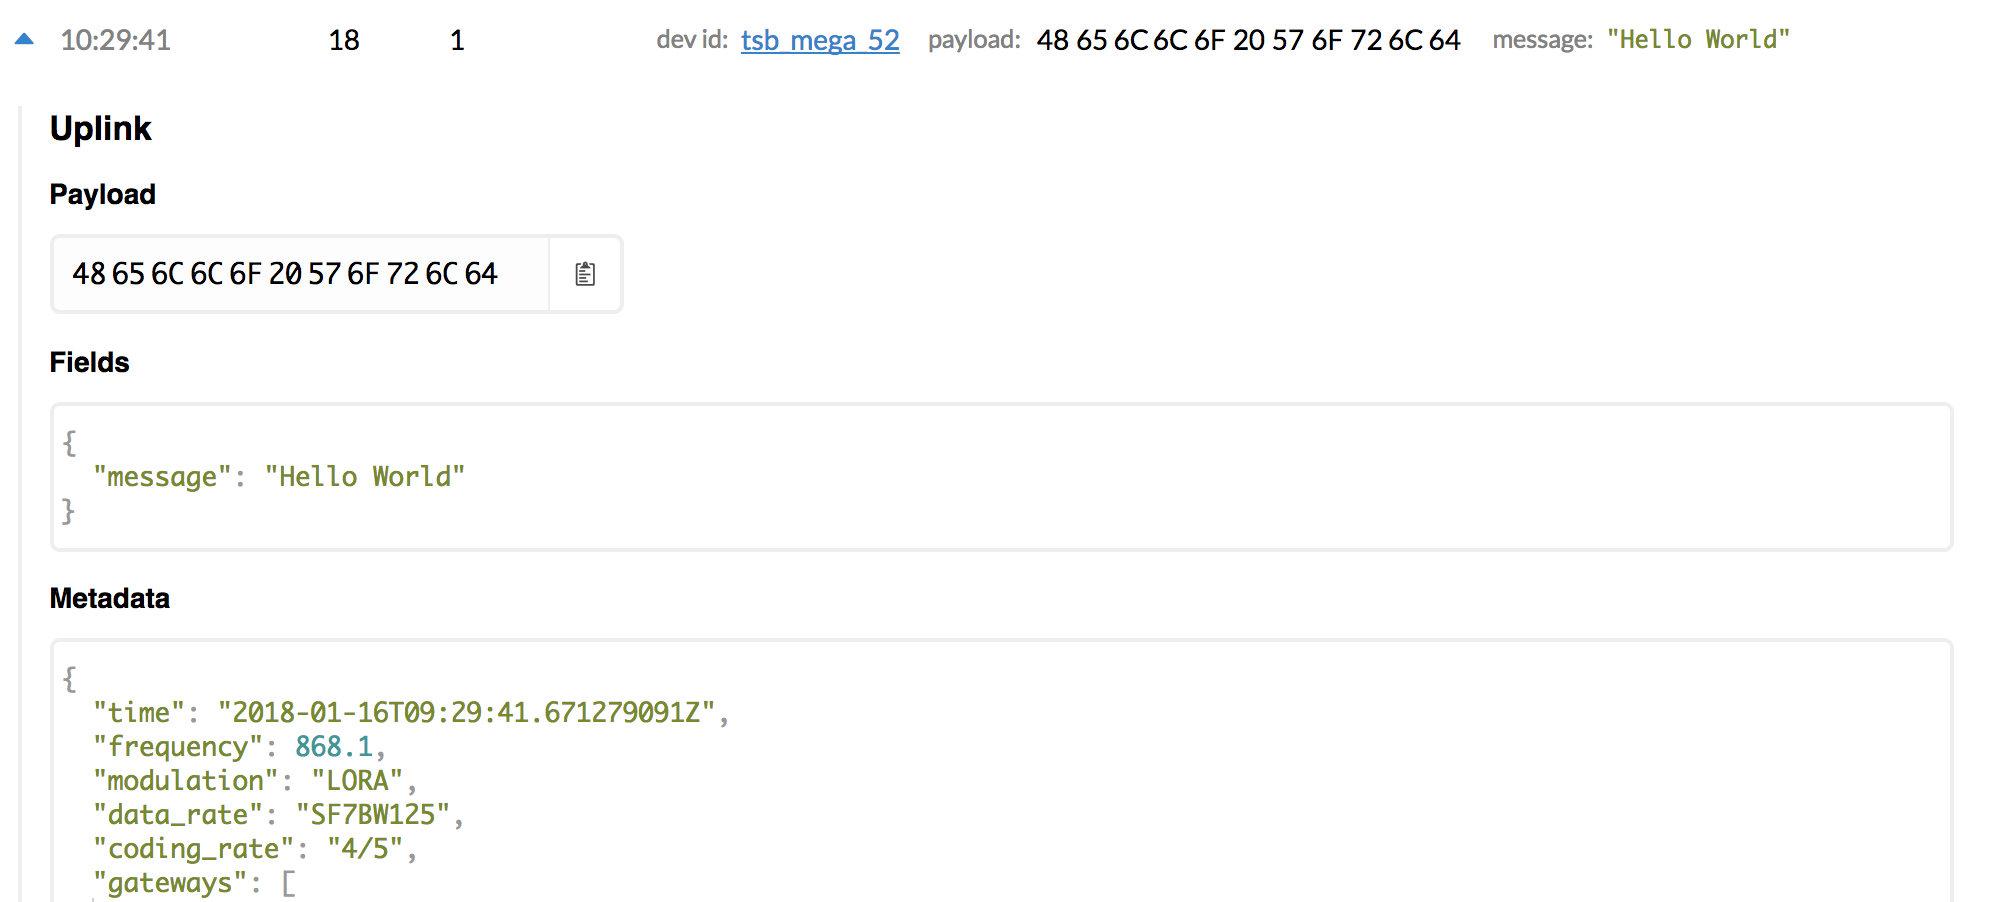 10:29:41 18 1 dev id: tsb_mega_52 payload: 48 65 6C 6C 6F 20 57 6F 72 6C 64 message: "Hello World"
Uplink
Payload
48 65 6C 6C 6F 20 57 6F 72 6C 64
Fields
{
"message": "Hello World"
}
Metadata
{
"time": "2018-01-16T09:29:41.671279091Z",
"frequency": 868.1,
"modulation": "LORA",
"data_rate": "SF7BW125",
"coding_rate": "4/5",
"gateways": [